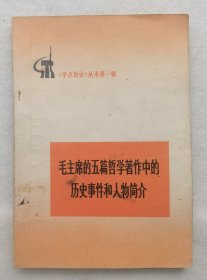 《学点历史》丛书第一辑
毛主席的五篇哲学著作中的
历史事件和人物简介